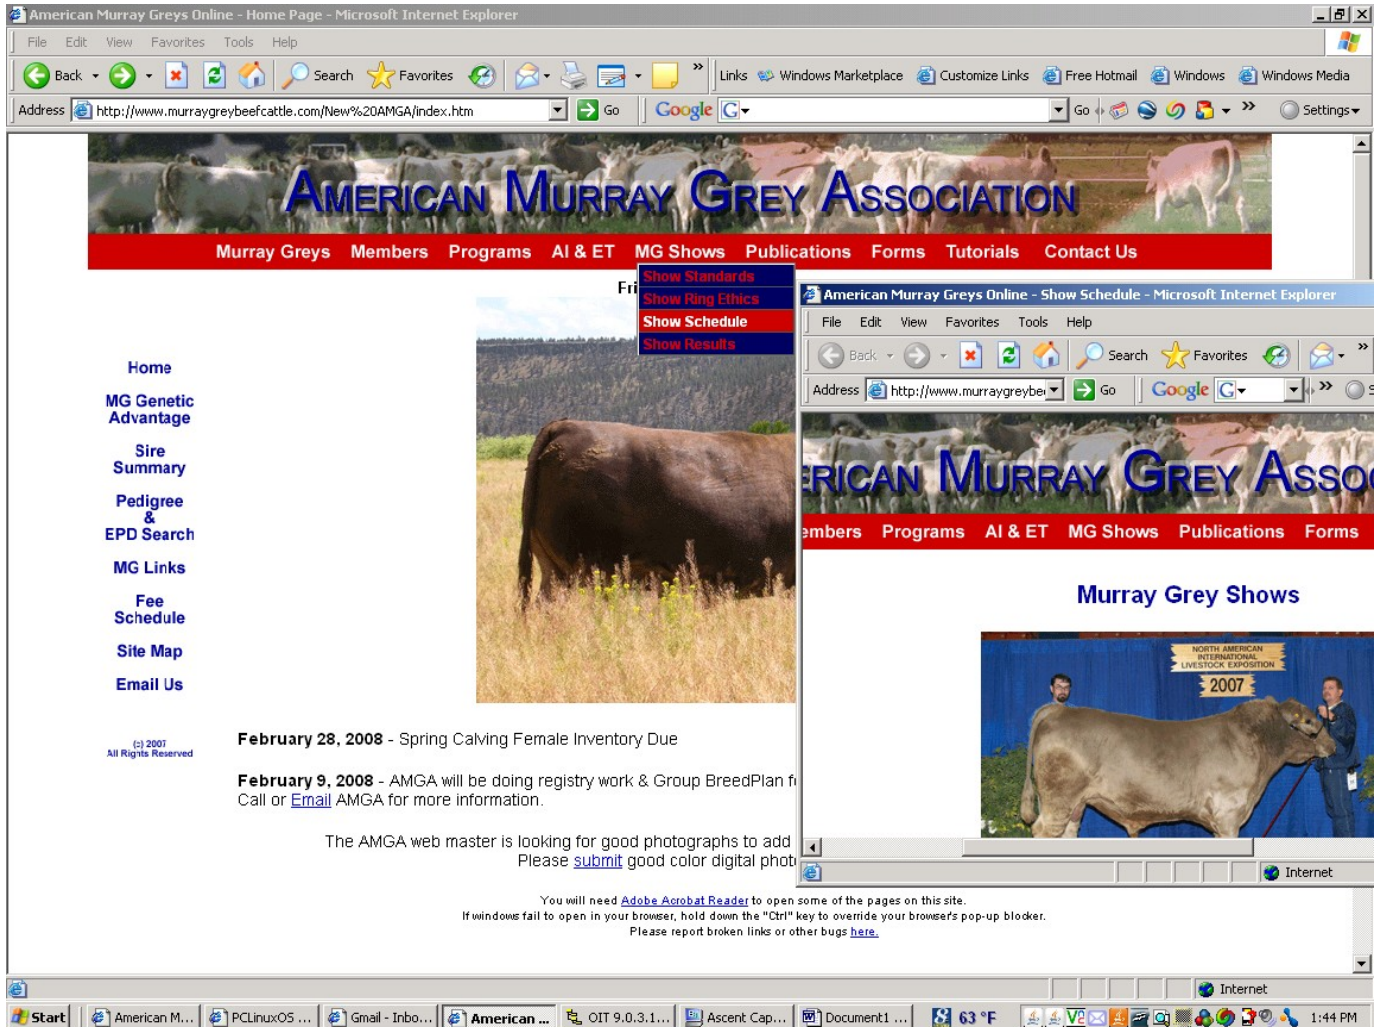 American Murray Greys Online - Home Page - Microsoft Internet Explorer
File Edit View Favorites Tools Help
Back Search Favorites » Links Windows Marketplace Customize Links Free Hotmail Windows Windows Media
Address http://www.murraygreybeefcattle.com/New%20AMGA/index.htm Go Google G Go » Settings
AMERICAN MURRAY GREY ASSOCIATION
Murray Greys Members Programs AI & ET MG Shows Publications Forms Tutorials Contact Us
Show Standards
Show Ring Ethics
Show Schedule
Show Results
Fri
Home
MG Genetic
Advantage
Sire
Summary
Pedigree
&
EPD Search
MG Links
Fee
Schedule
Site Map
Email Us
(c) 2007
All Rights Reserved
February 28, 2008 - Spring Calving Female Inventory Due
February 9, 2008 - AMGA will be doing registry work & Group BreedPlan f
Call or Email AMGA for more information.
The AMGA web master is looking for good photographs to add
Please submit good color digital phot
You will need Adobe Acrobat Reader to open some of the pages on this site.
If windows fail to open in your browser, hold down the "Ctrl" key to override your browser's pop-up blocker.
Please report broken links or other bugs here.
American Murray Greys Online - Show Schedule - Microsoft Internet Explorer
File Edit View Favorites Tools Help
Back Search Favorites »
Address http://www.murraygreybe Go Google G » S
ERICAN MURRAY GREY ASSO
embers Programs AI & ET MG Shows Publications Forms
Murray Grey Shows
NORTH AMERICAN
INTERNATIONAL
LIVESTOCK EXPOSITION
2007
Internet
Internet
Start American M... PCLinuxOS ... Gmail - Inbo... American ... OIT 9.0.3.1... Ascent Cap... Document1 ... 63 °F 1:44 PM